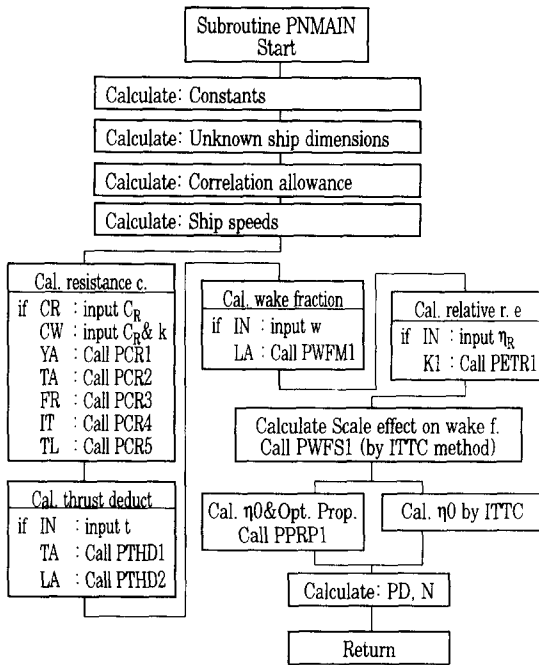 Subroutine PNMAIN
Start
Calculate: Constants
Calculate: Unknown ship dimensions
Calculate: Correlation allowance
Calculate: Ship speeds
Cal. resistance c.
if CR : input C_R
CW : input C_R & k
YA : Call PCR1
TA : Call PCR2
FR : Call PCR3
IT : Call PCR4
TL : Call PCR5
Cal. thrust deduct
if IN : input t
TA : Call PTHD1
LA : Call PTHD2
Cal. wake fraction
if IN : input w
LA : Call PWFM1
Cal. relative r. e
if IN : input η_R
K1 : Call PETR1
Calculate Scale effect on wake f.
Call PWFS1 (by ITTC method)
Cal. η0&Opt. Prop.
Call PPRP1
Cal. η0 by ITTC
Calculate: PD, N
Return